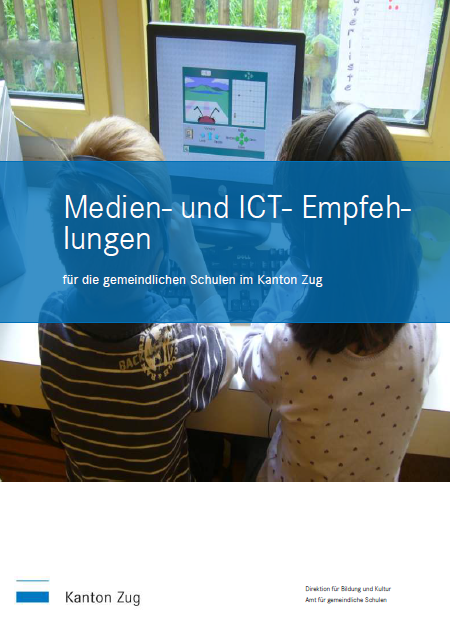 Medien- und ICT- Empfeh-
lungen
für die gemeindlichen Schulen im Kanton Zug
Kanton Zug
Direktion für Bildung und Kultur
Amt für gemeindliche Schulen